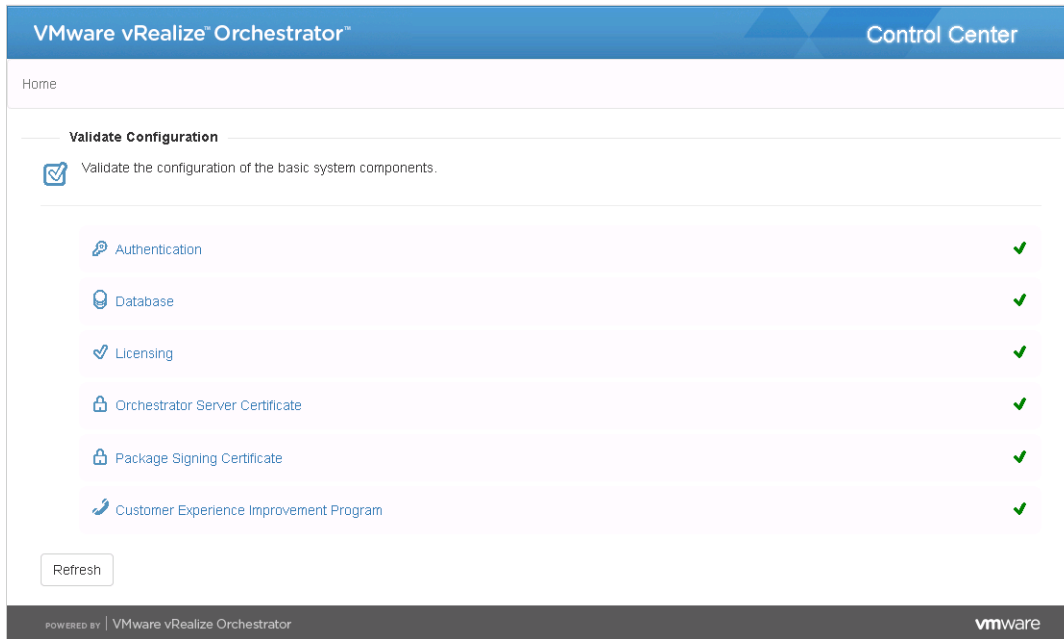 VMware vRealize™ Orchestrator™
Control Center
Home
Validate Configuration
Validate the configuration of the basic system components.
Authentication
Database
Licensing
Orchestrator Server Certificate
Package Signing Certificate
Customer Experience Improvement Program
Refresh
POWERED BY | VMware vRealize Orchestrator
vmware